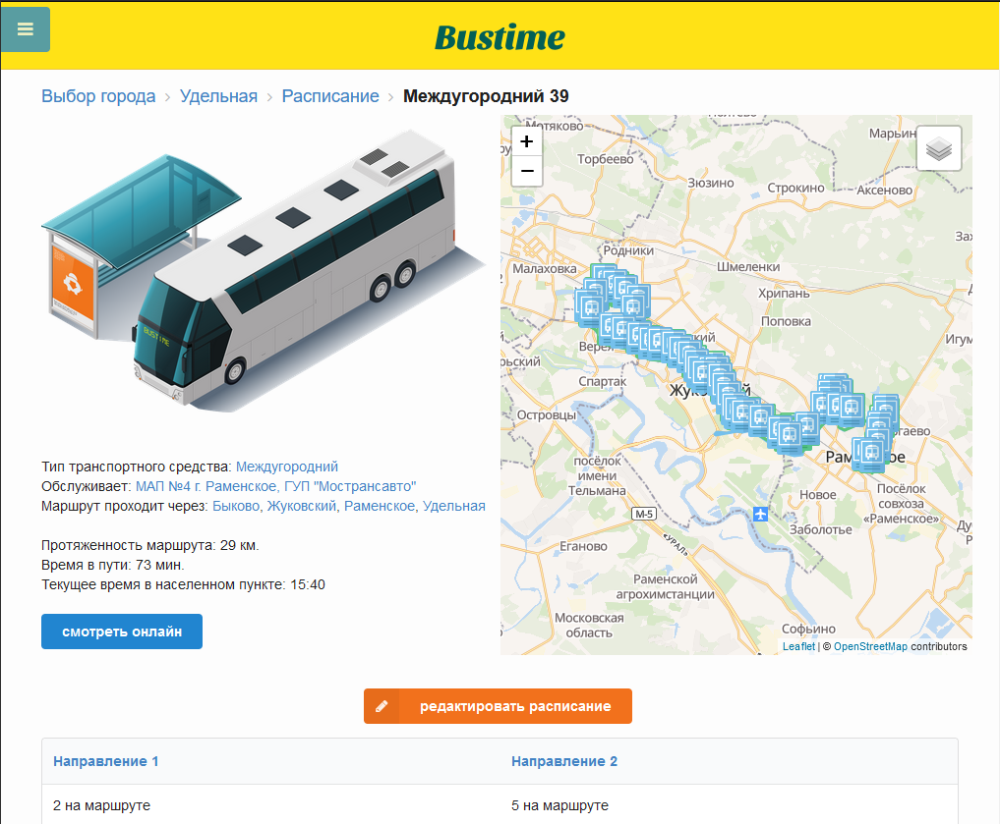 Bustime
Выбор города › Удельная › Расписание › Междугородний 39
BUSTIME
+
−
Мотяково
Марьин
Торбеево
Зюзино
Строкино
Аксеново
Родники
Малаховка
Шмеленки
Хрипань
Поповка
Игум
Спартак
Островцы
посёлок
имени
Тельмана
Новое
Посёлок
совхоза
«Раменское»
М-5
Заболотье
Еганово
«УРАЛ»
Раменской
агрохимстанции
Московская
область
Софьино
Leaflet | © OpenStreetMap contributors
Тип транспортного средства: Междугородний
Обслуживает: МАП №4 г. Раменское, ГУП "Мострансавто"
Маршрут проходит через: Быково, Жуковский, Раменское, Удельная
Протяженность маршрута: 29 км.
Время в пути: 73 мин.
Текущее время в населенном пункте: 15:40
смотреть онлайн
редактировать расписание
Направление 1
Направление 2
2 на маршруте
5 на маршруте